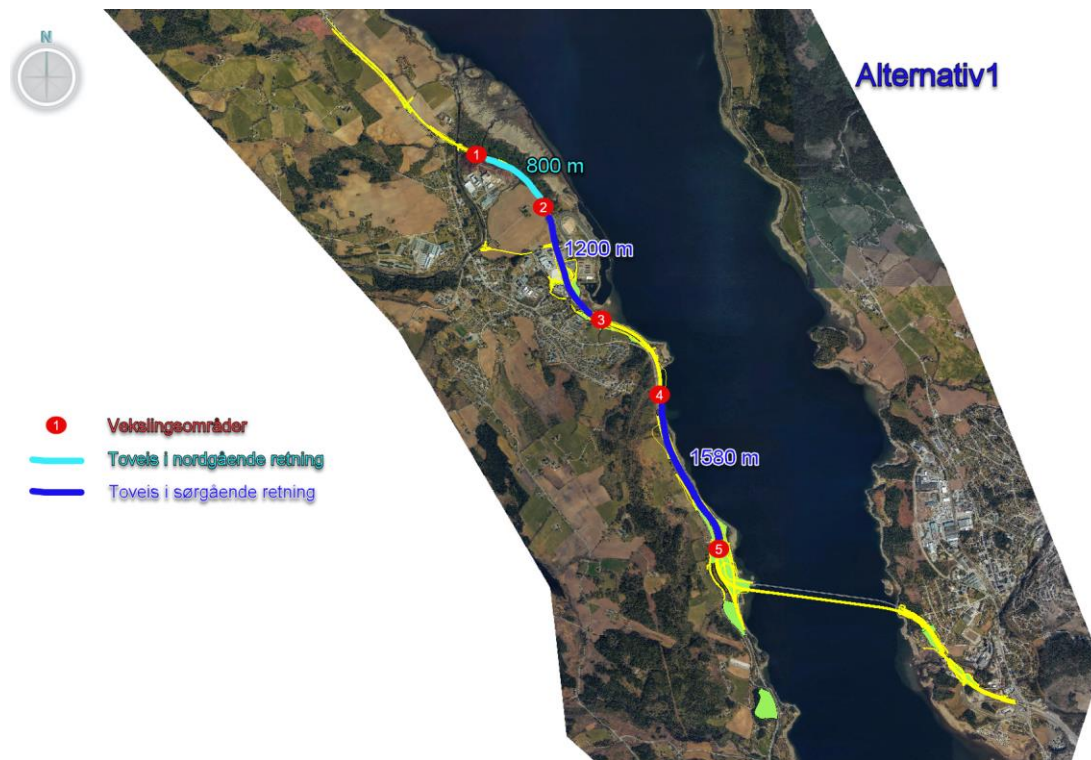 N
Alternativ1
1
800 m
2
1200 m
3
4
1580 m
5
1 Vekslingsområder
Toveis i nordgående retning
Toveis i sørgående retning